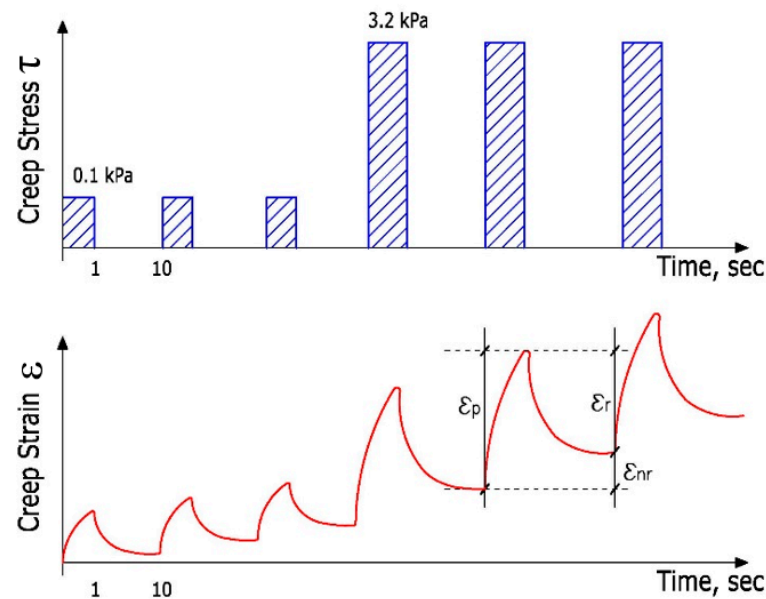 3.2 kPa
Creep Stress τ
0.1 kPa
1 10
Time, sec
Creep Strain ε
εp εr
εnr
1 10
Time, sec